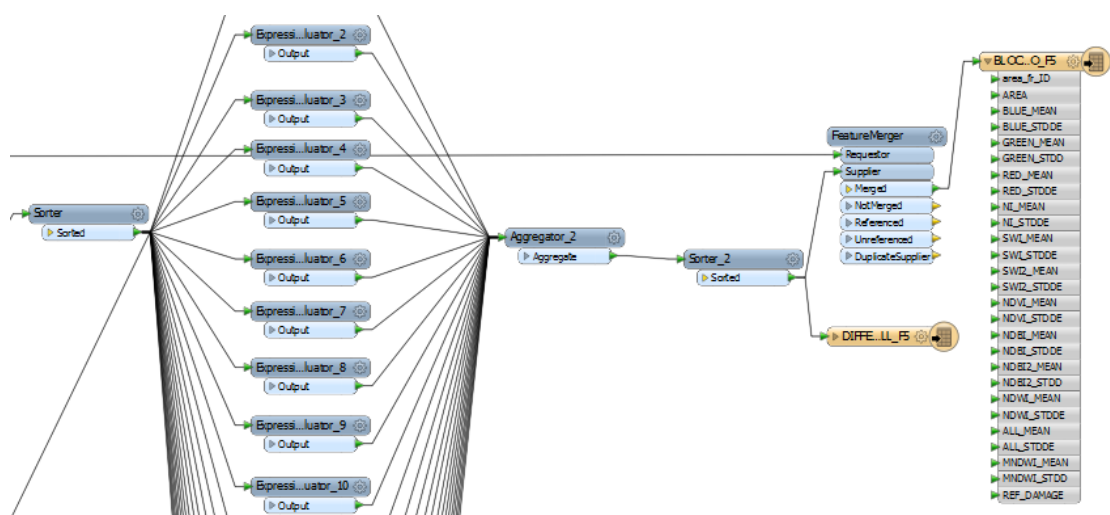 Expressi...luator_2
Output
Expressi...luator_3
Output
Expressi...luator_4
Output
Expressi...luator_5
Output
Expressi...luator_6
Output
Expressi...luator_7
Output
Expressi...luator_8
Output
Expressi...luator_9
Output
Expressi...uator_10
Output
Sorter
Sorted
Aggregator_2
Aggregate
Sorter_2
Sorted
FeatureMerger
Requestor
Supplier
Merged
NotMerged
Referenced
Unreferenced
DuplicateSupplier
DIFFE...LL_F5
BLOC...O_F5
area_fr_ID
AREA
BLUE_MEAN
BLUE_STDDE
GREEN_MEAN
GREEN_STDD
RED_MEAN
RED_STDDE
NI_MEAN
NI_STDDE
SWI_MEAN
SWI_STDDE
SWI2_MEAN
SWI2_STDDE
NDVI_MEAN
NDVI_STDDE
NDBI_MEAN
NDBI_STDDE
NDBI2_MEAN
NDBI2_STDD
NDWI_MEAN
NDWI_STDDE
ALL_MEAN
ALL_STDDE
MNDWI_MEAN
MNDWI_STDD
REF_DAMAGE